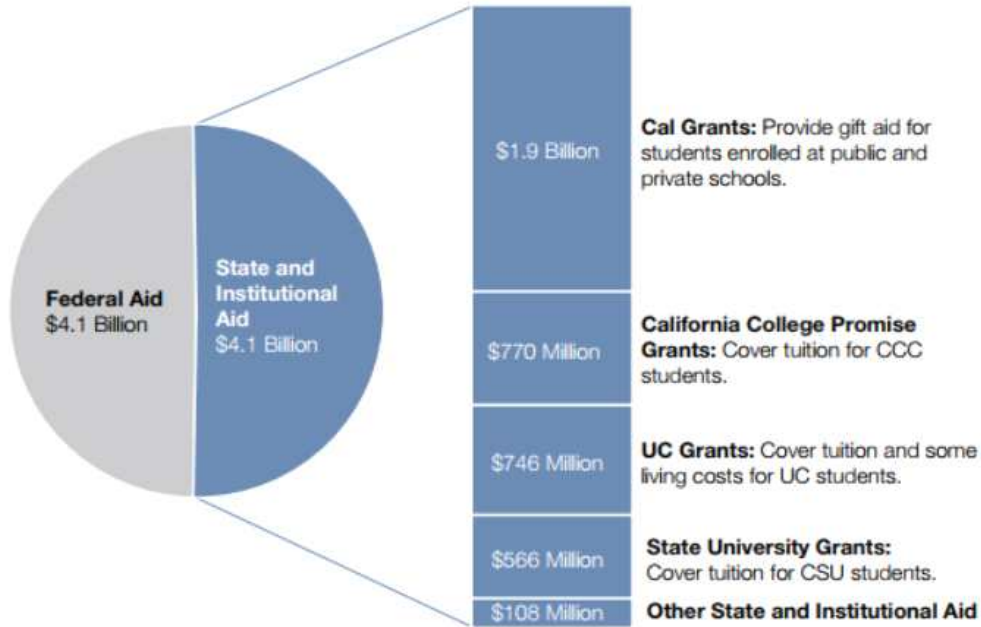 Federal Aid
$4.1 Billion
State and
Institutional
Aid
$4.1 Billion
$1.9 Billion
Cal Grants: Provide gift aid for
students enrolled at public and
private schools.
$770 Million
California College Promise
Grants: Cover tuition for CCC
students.
$746 Million
UC Grants: Cover tuition and some
living costs for UC students.
$566 Million
State University Grants:
Cover tuition for CSU students.
$108 Million
Other State and Institutional Aid